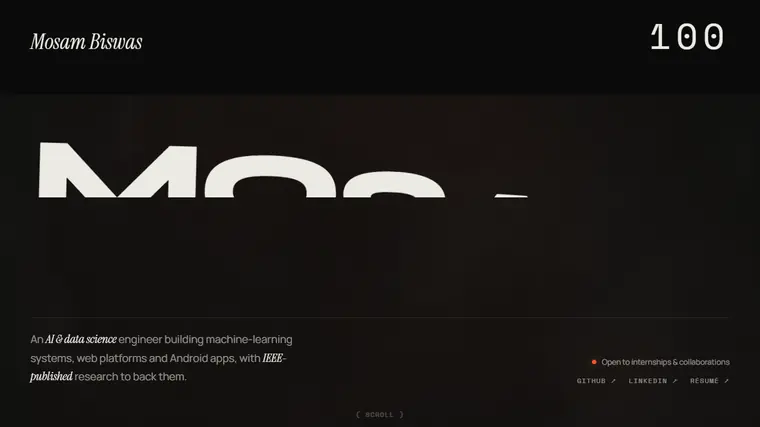 Mosam Biswas
100
An AI & data science engineer building machine-learning
systems, web platforms and Android apps, with IEEE-
published research to back them.
Open to internships & collaborations
GITHUB ↗ LINKEDIN ↗ RÉSUMÉ ↗
( SCROLL )